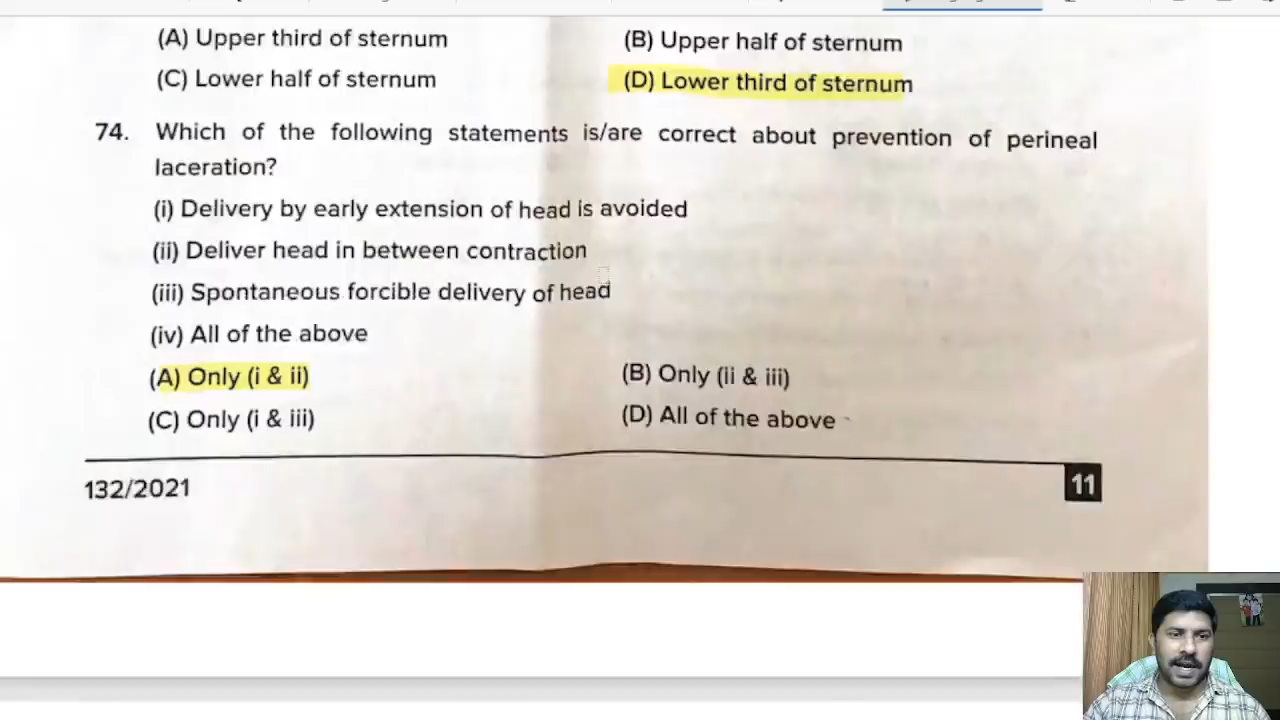 (A) Upper third of sternum (B) Upper half of sternum
(C) Lower half of sternum (D) Lower third of sternum
74. Which of the following statements is/are correct about prevention of perineal
laceration?
(i) Delivery by early extension of head is avoided
(ii) Deliver head in between contraction
(iii) Spontaneous forcible delivery of head
(iv) All of the above
(A) Only (i & ii) (B) Only (ii & iii)
(C) Only (i & iii) (D) All of the above
132/2021 11